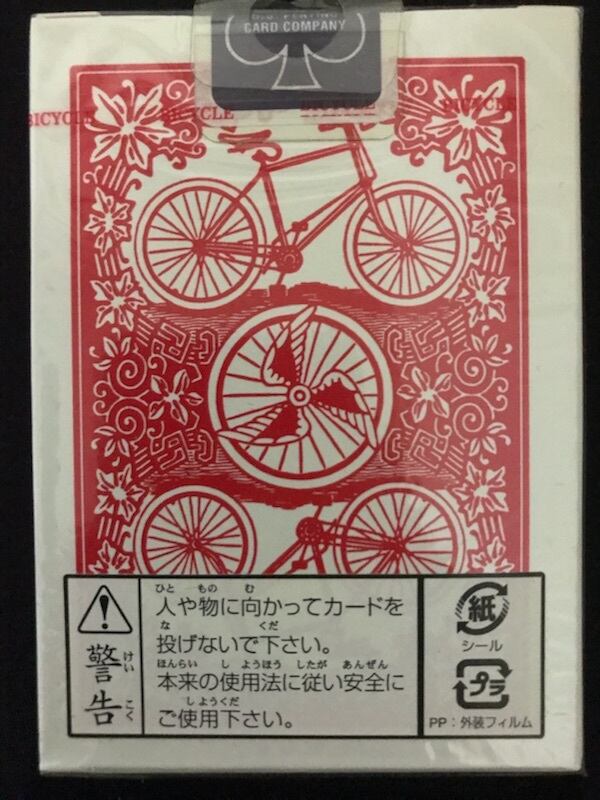 CARD COMPANY
BICYCLE BICYCLE BICYCLE BICYCLE
ひと もの む
人や物に向かってカードを
な くだ
投げないで下さい。
ほんらい しようほう したが あんぜん
本来の使用法に従い安全に
しようくだ
ご使用下さい。
警告
けいこく
紙
シール
プラ
PP：外装フィルム